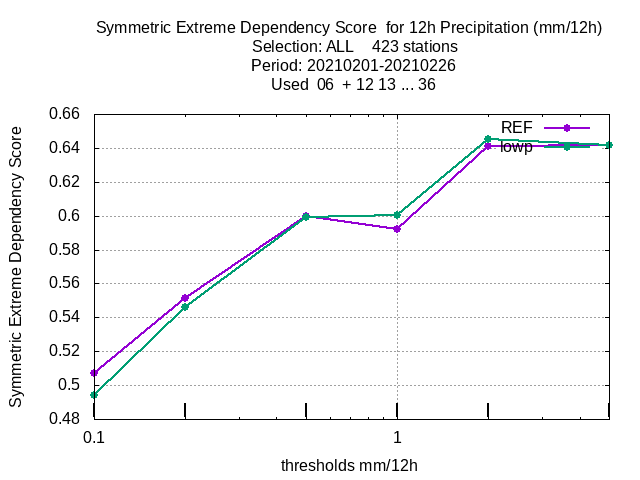 Symmetric Extreme Dependency Score  for 12h Precipitation (mm/12h)
Selection: ALL    423 stations
Period: 20210201-20210226
Used  06  + 12 13 ... 36
Symmetric Extreme Dependency Score
0.66
0.64
0.62
0.6
0.58
0.56
0.54
0.52
0.5
0.48
REF
lowp
0.1
1
thresholds mm/12h